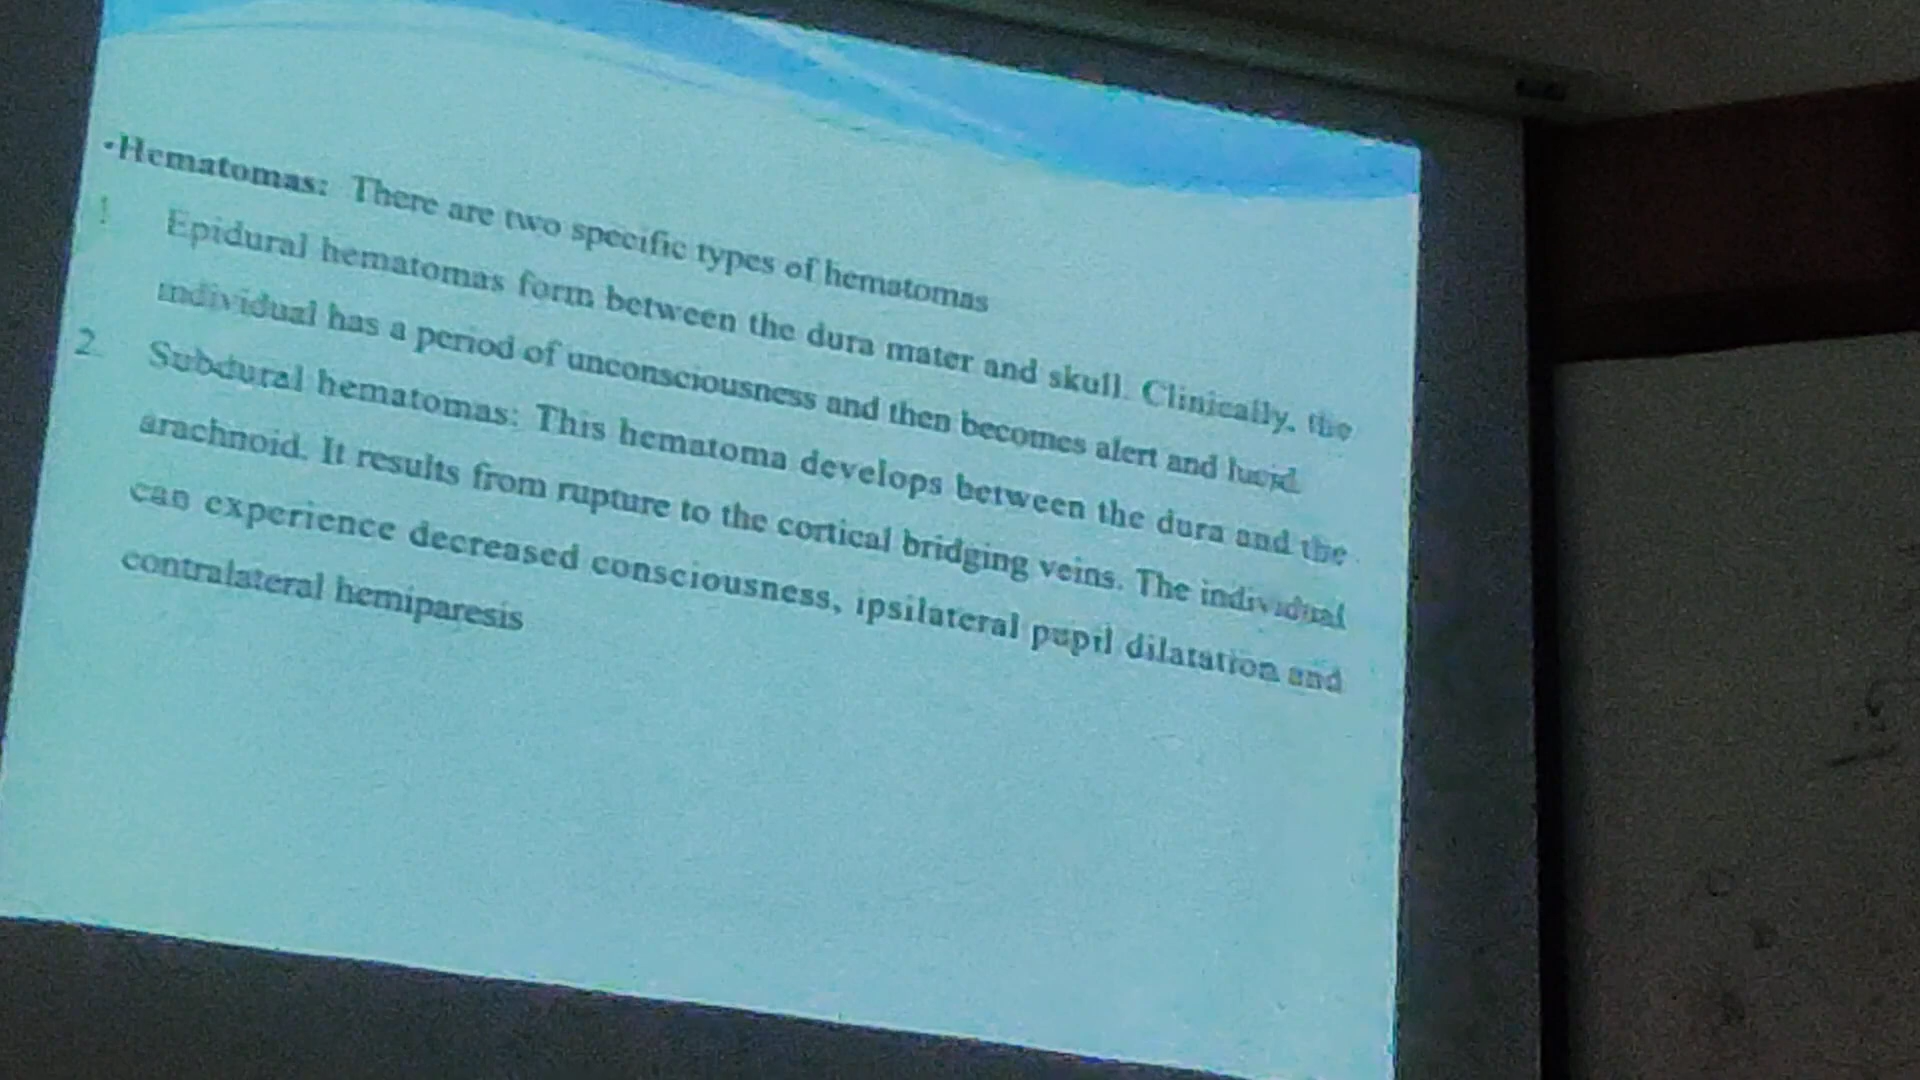 •Hematomas: There are two specific types of hematomas
1. Epidural hematomas form between the dura mater and skull. Clinically, the
individual has a period of unconsciousness and then becomes alert and lucid.
2. Subdural hematomas: This hematoma develops between the dura and the
arachnoid. It results from rupture to the cortical bridging veins. The individual
can experience decreased consciousness, ipsilateral pupil dilatation and
contralateral hemiparesis